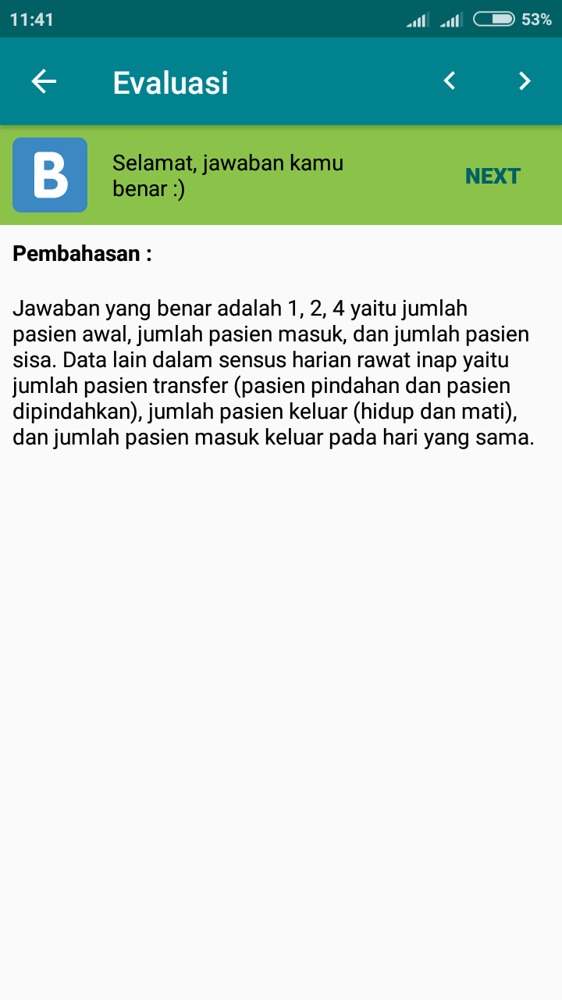 11:41
53%
Evaluasi
B
Selamat, jawaban kamu
benar :)
NEXT
Pembahasan :
Jawaban yang benar adalah 1, 2, 4 yaitu jumlah
pasien awal, jumlah pasien masuk, dan jumlah pasien
sisa. Data lain dalam sensus harian rawat inap yaitu
jumlah pasien transfer (pasien pindahan dan pasien
dipindahkan), jumlah pasien keluar (hidup dan mati),
dan jumlah pasien masuk keluar pada hari yang sama.